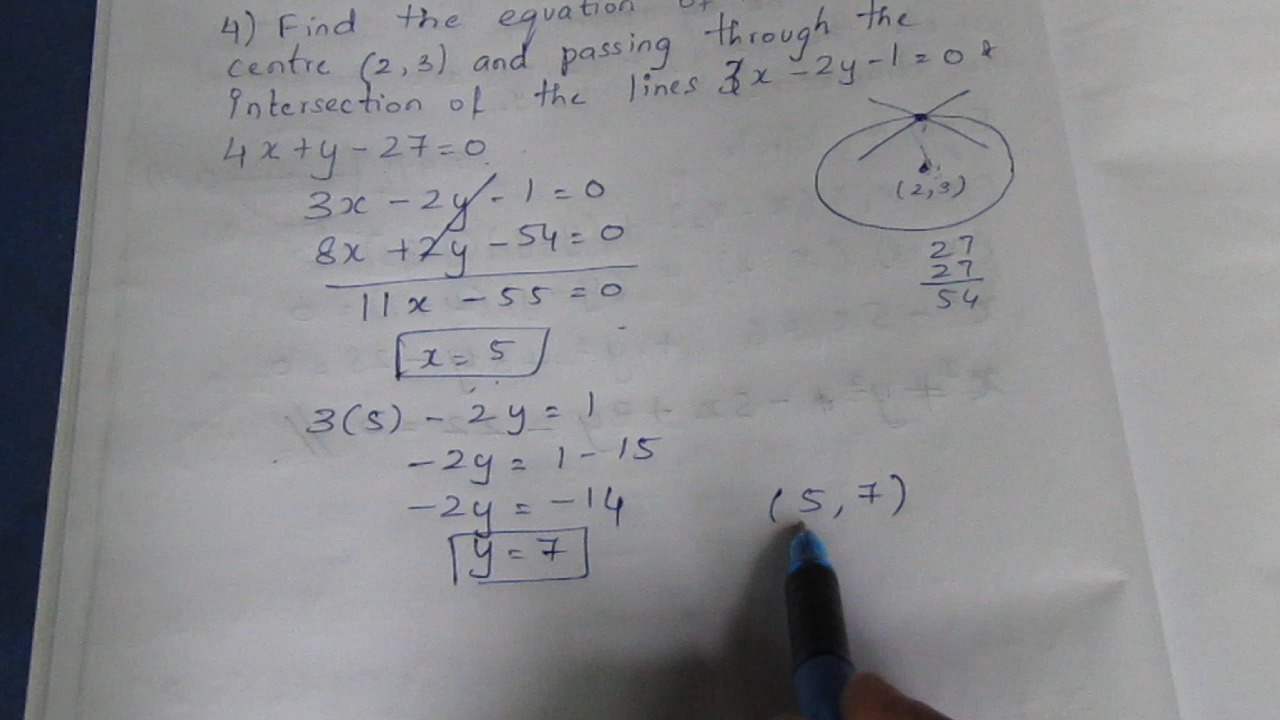 4) Find the equation of
centre (2,3) and passing through the
intersection of the lines 3x - 2y - 1 = 0 &
4x + y - 27 = 0
(2,3)
3x - 2y - 1 = 0
8x + 2y - 54 = 0
11x - 55 = 0
27
27
54
x = 5
3(5) - 2y = 1
-2y = 1 - 15
-2y = -14
y = 7
(5, 7)